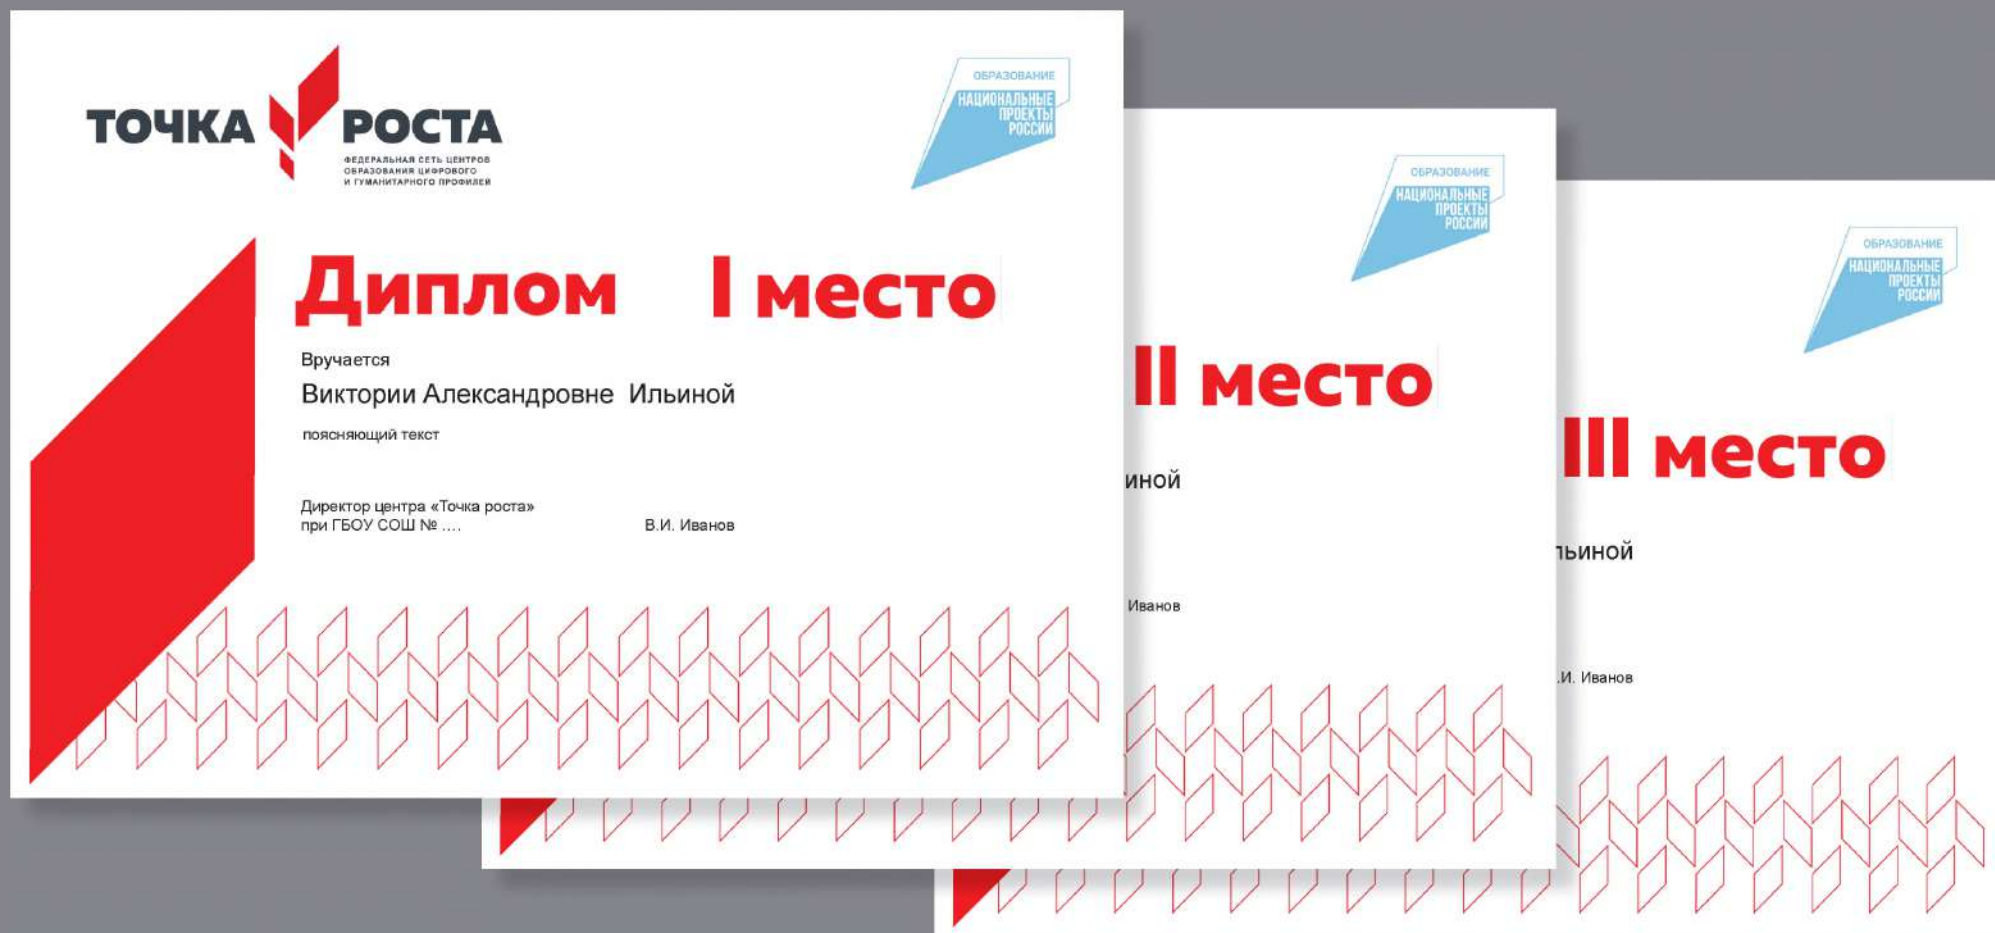 ТОЧКА РОСТА
ФЕДЕРАЛЬНАЯ СЕТЬ ЦЕНТРОВ
ОБРАЗОВАНИЯ ЦИФРОВОГО
И ГУМАНИТАРНОГО ПРОФИЛЕЙ
ОБРАЗОВАНИЕ
НАЦИОНАЛЬНЫЕ
ПРОЕКТЫ
РОССИИ
Диплом I место
Вручается
Виктории Александровне Ильиной
поясняющий текст
Директор центра «Точка роста»
при ГБОУ СОШ № .... В.И. Иванов
ОБРАЗОВАНИЕ
НАЦИОНАЛЬНЫЕ
ПРОЕКТЫ
РОССИИ
II место
иной
Иванов
ОБРАЗОВАНИЕ
НАЦИОНАЛЬНЫЕ
ПРОЕКТЫ
РОССИИ
III место
льиной
.И. Иванов